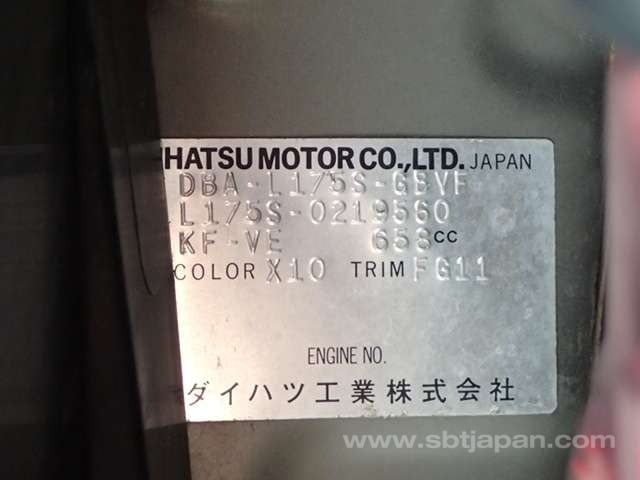 HATSU MOTOR CO.,LTD. JAPAN
DBA-L175S-GBVF
L175S-0219560
KF-VE 658CC
COLOR X10 TRIM FG11
ENGINE NO.
ダイハツ工業株式会社
www.sbtjapan.com